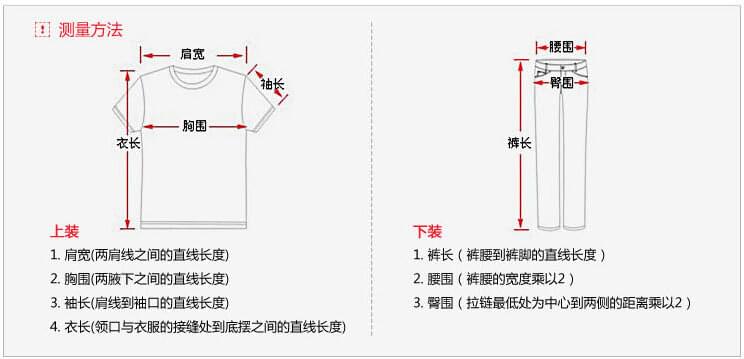 测量方法
肩宽
袖长
胸围
衣长
腰围
臀围
裤长
上装
1. 肩宽(两肩线之间的直线长度)
2. 胸围(两腋下之间的直线长度)
3. 袖长(肩线到袖口的直线长度)
4. 衣长(领口与衣服的接缝处到底摆之间的直线长度)
下装
1. 裤长（裤腰到裤脚的直线长度）
2. 腰围（裤腰的宽度乘以2）
3. 臀围（拉链最低处为中心到两侧的距离乘以2）